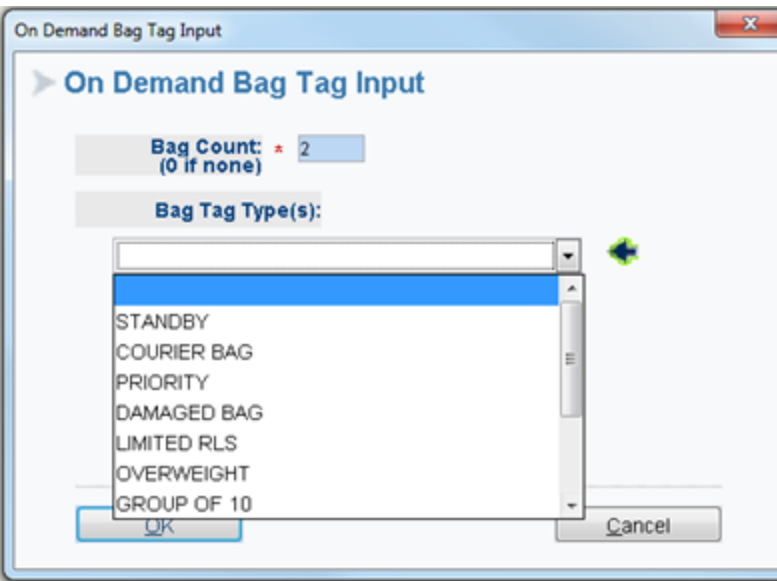 On Demand Bag Tag Input
On Demand Bag Tag Input
Bag Count: * 2
(0 if none)
Bag Tag Type(s):
STANDBY
COURIER BAG
PRIORITY
DAMAGED BAG
LIMITED RLS
OVERWEIGHT
GROUP OF 10
OK Cancel